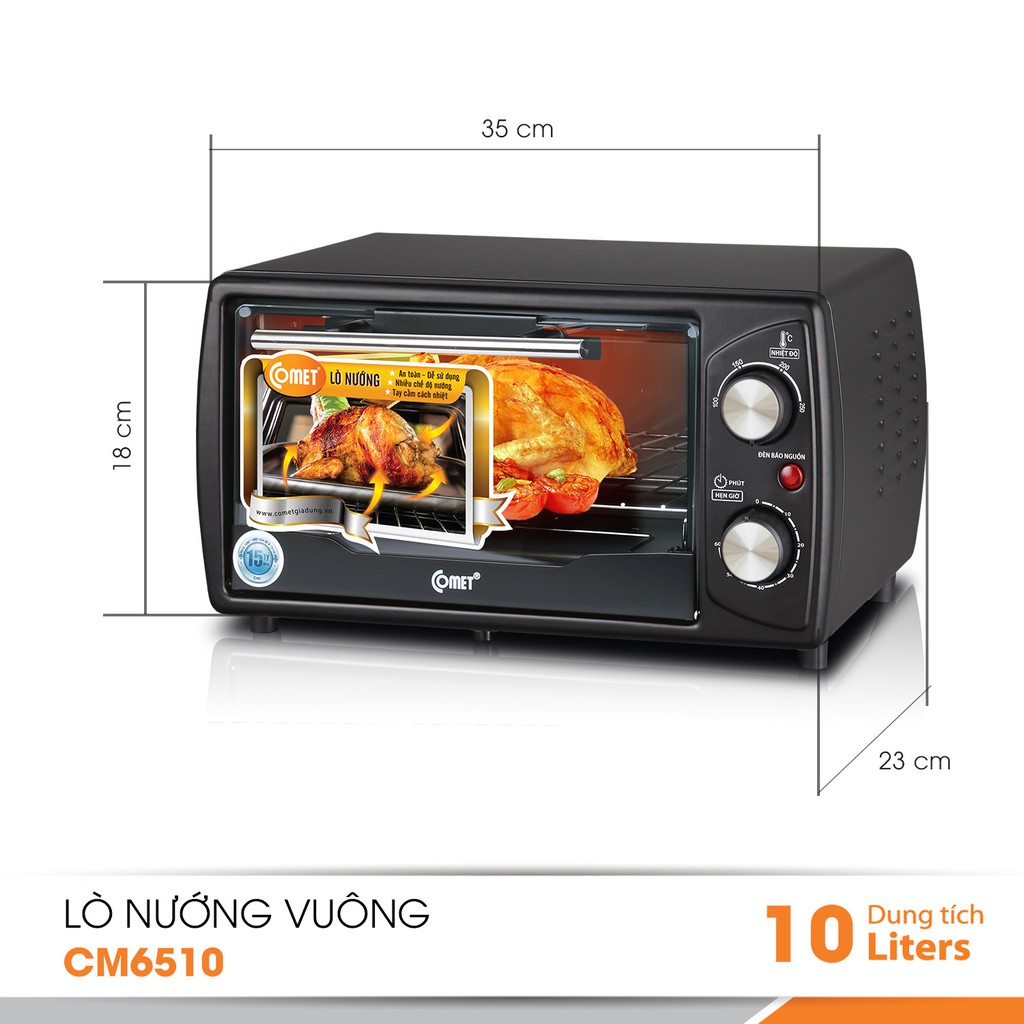 35 cm
18 cm
23 cm
COMET®
LÒ NƯỚNG
An toàn - Dễ sử dụng
Nhiều chế độ nướng
Tay cầm cách nhiệt
www.cometgiadung.vn
15
COMET®
°C
NHIỆT ĐỘ
100 150 200 250
ĐÈN BÁO NGUỒN
PHÚT
HẸN GIỜ
0 10 20 30 40 60
LÒ NƯỚNG VUÔNG
CM6510
10 Dung tích
Liters